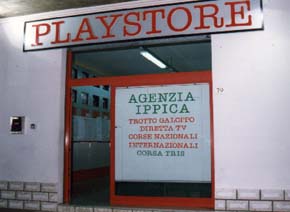 PLAYSTORE
AGENZIA
IPPICA
TROTTO GALOPPO
DIRETTA TV
CORSE NAZIONALI
INTERNAZIONALI
CORSA TRIS